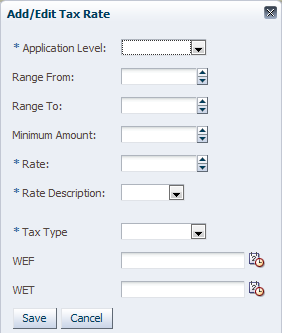 Add/Edit Tax Rate
* Application Level:
Range From:
Range To:
Minimum Amount:
* Rate:
* Rate Description:
* Tax Type
WEF
WET
Save Cancel